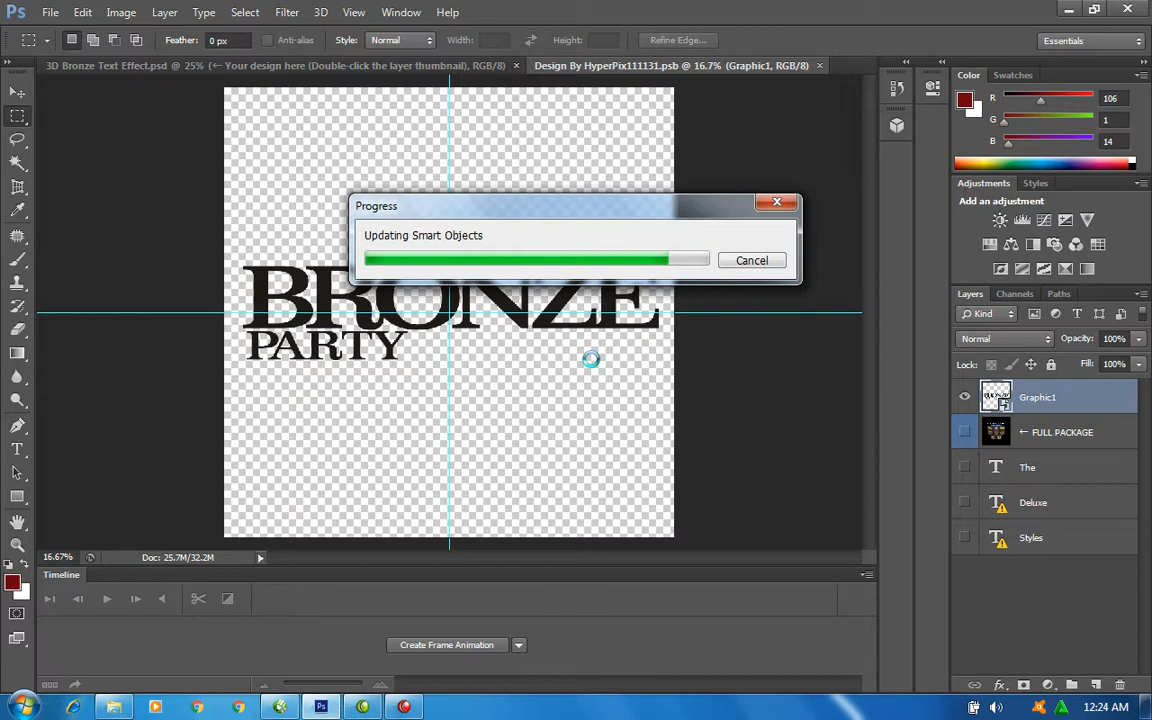 Ps File Edit Image Layer Type Select Filter 3D View Window Help
Feather: 0 px Anti-alias Style: Normal Width: Height: Refine Edge... Essentials
3D Bronze Text Effect.psd @ 25% (← Your design here (Double-click the layer thumbnail), RGB/8) × Design By HyperPix111131.psb @ 16.7% (Graphic1, RGB/8) ×
Color Swatches
R 106
G 1
B 14
Adjustments Styles
Add an adjustment
Progress
Updating Smart Objects
Cancel
BRONZE
PARTY
Layers Channels Paths
Kind
Normal Opacity: 100%
Lock: Fill: 100%
Graphic1
← FULL PACKAGE
T The
T Deluxe
T Styles
16.67% Doc: 25.7M/32.2M
Timeline
Create Frame Animation
fx
Ps
12:24 AM